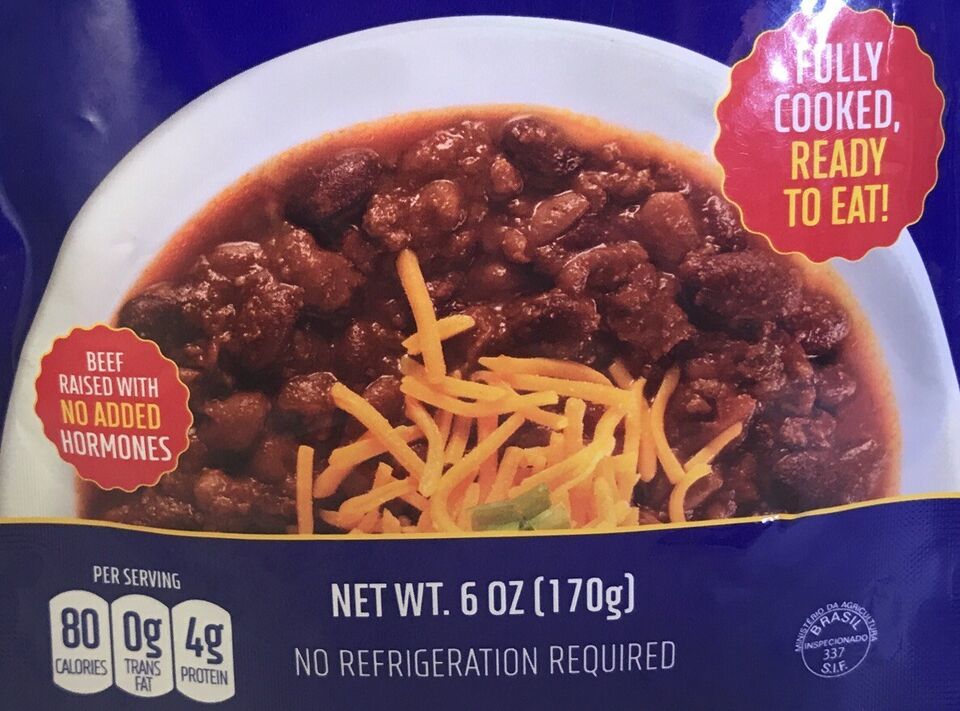 FULLY
COOKED,
READY
TO EAT!
BEEF
RAISED WITH
NO ADDED
HORMONES
PER SERVING
80 CALORIES
0g TRANS FAT
4g PROTEIN
NET WT. 6 OZ (170g)
NO REFRIGERATION REQUIRED
MINISTÉRIO DA AGRICULTURA
BRASIL
INSPECIONADO
337
S.I.F.